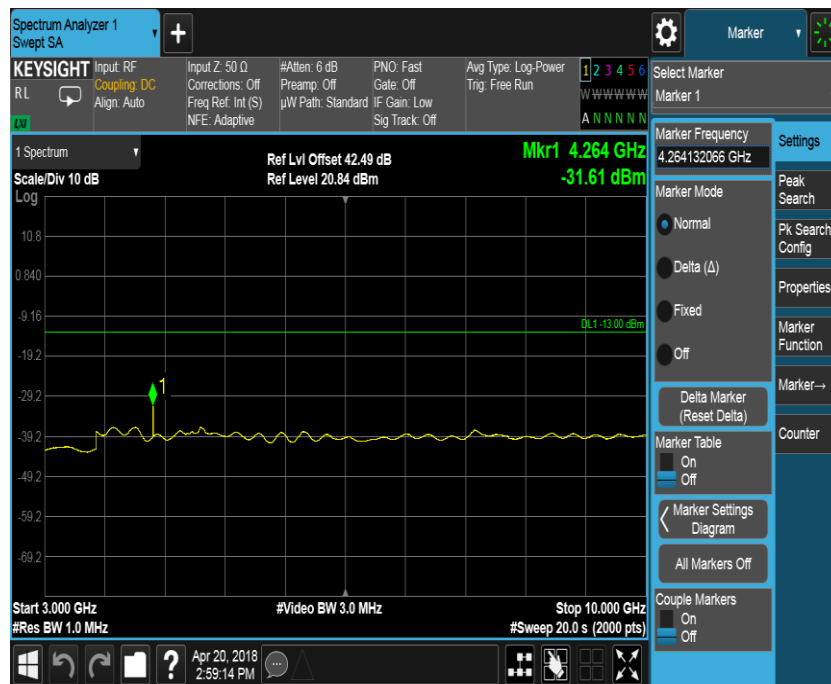 Spectrum Analyzer 1
Swept SA
+
Marker
KEYSIGHT
RL
LXI
Input: RF
Coupling: DC
Align: Auto
Input Z: 50 Ω
Corrections: Off
Freq Ref: Int (S)
NFE: Adaptive
#Atten: 6 dB
Preamp: Off
µW Path: Standard
PNO: Fast
Gate: Off
IF Gain: Low
Sig Track: Off
Avg Type: Log-Power
Trig: Free Run
1 2 3 4 5 6
W W W W W W
A N N N N N
Select Marker
Marker 1
1 Spectrum
Scale/Div 10 dB
Ref Lvl Offset 42.49 dB
Ref Level 20.84 dBm
Mkr1 4.264 GHz
-31.61 dBm
Log
10.8
0.840
-9.16
-19.2
-29.2
-39.2
-49.2
-59.2
-69.2
DL1 -13.00 dBm
1
Start 3.000 GHz
#Res BW 1.0 MHz
#Video BW 3.0 MHz
Stop 10.000 GHz
#Sweep 20.0 s (2000 pts)
Marker Frequency
4.264132066 GHz
Marker Mode
Normal
Delta (Δ)
Fixed
Off
Delta Marker
(Reset Delta)
Marker Table
On
Off
Marker Settings
Diagram
All Markers Off
Couple Markers
On
Off
Settings
Peak
Search
Pk Search
Config
Properties
Marker
Function
Marker→
Counter
?
Apr 20, 2018
2:59:14 PM